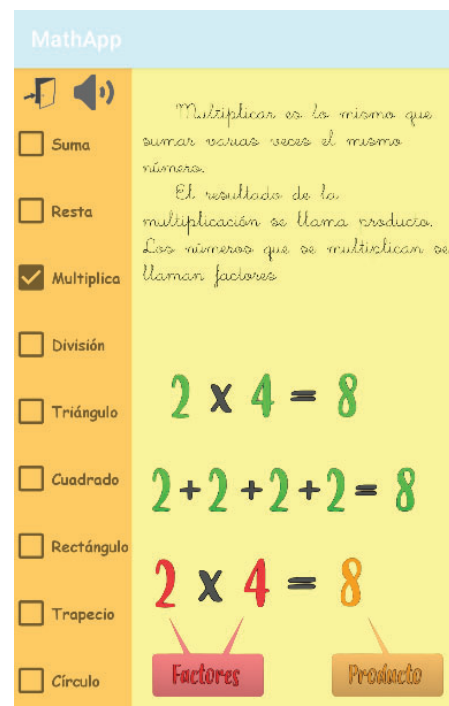 MathApp
Suma
Resta
Multiplica
División
Triángulo
Cuadrado
Rectángulo
Trapecio
Círculo
Multiplicar es lo mismo que
sumar varias veces el mismo
número.
El resultado de la
multiplicación se llama producto.
Los números que se multiplican se
llaman factores
2 x 4 = 8
2+2+2+2= 8
2 x 4 = 8
Factores
Producto